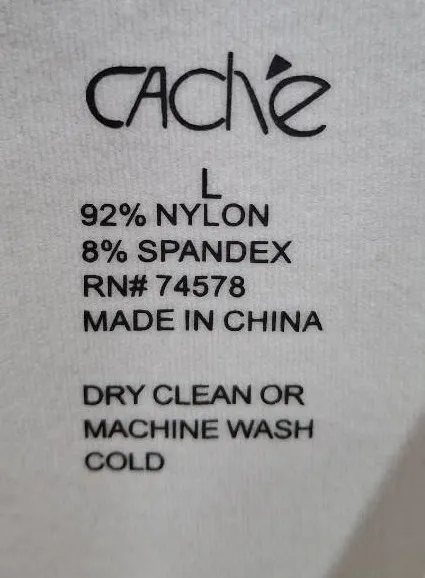 CAChé
L
92% NYLON
8% SPANDEX
RN# 74578
MADE IN CHINA
DRY CLEAN OR
MACHINE WASH
COLD